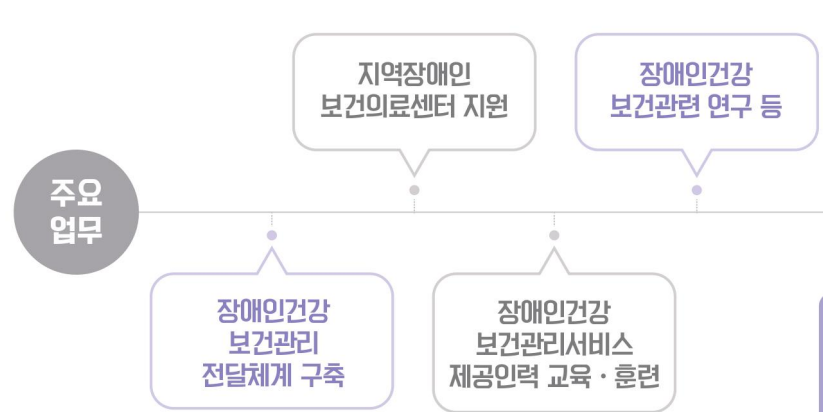 주요
업무
장애인건강
보건관리
전달체계 구축
지역장애인
보건의료센터 지원
장애인건강
보건관리서비스
제공인력 교육 · 훈련
장애인건강
보건관련 연구 등